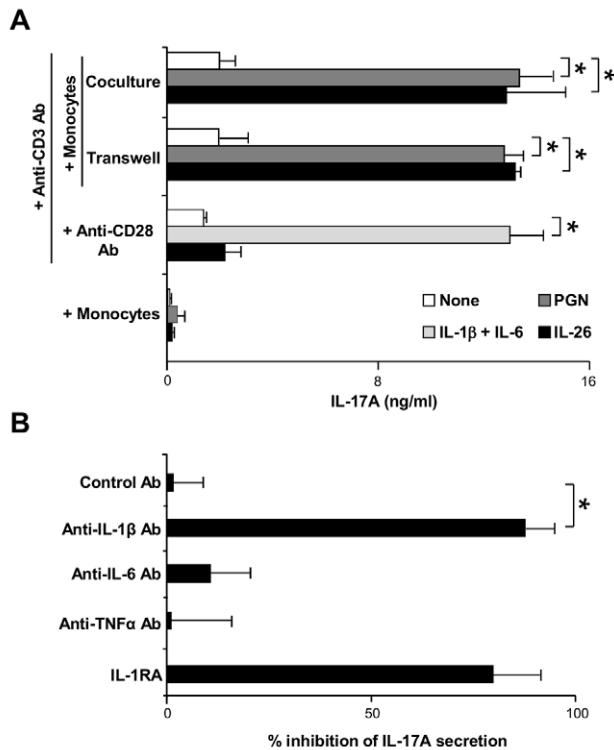 A
+ Anti-CD3 Ab
+ Monocytes
Coculture
Transwell
+ Anti-CD28
Ab
+ Monocytes
* *
* *
*
None
PGN
IL-1β + IL-6
IL-26
0 8 16
IL-17A (ng/ml)
B
Control Ab
Anti-IL-1β Ab
Anti-IL-6 Ab
Anti-TNFα Ab
IL-1RA
*
0 50 100
% inhibition of IL-17A secretion